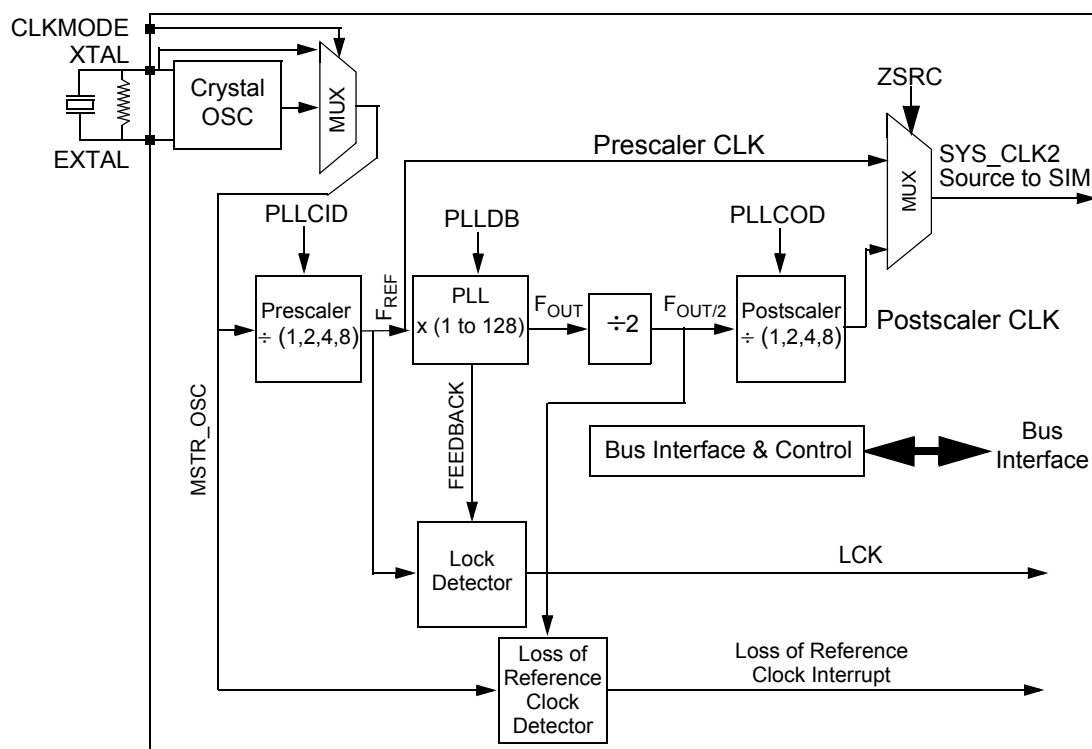 CLKMODE
XTAL
EXTAL
Crystal
OSC
MUX
ZSRC
Prescaler CLK
MUX
SYS_CLK2
Source to SIM
PLLCID
PLLDB
PLLCOD
Prescaler
÷ (1,2,4,8)
FREF
PLL
x (1 to 128)
FOUT
÷2
FOUT/2
Postscaler
÷ (1,2,4,8)
Postscaler CLK
MSTR_OSC
FEEDBACK
Bus Interface & Control
Bus
Interface
Lock
Detector
LCK
Loss of
Reference
Clock
Detector
Loss of Reference
Clock Interrupt